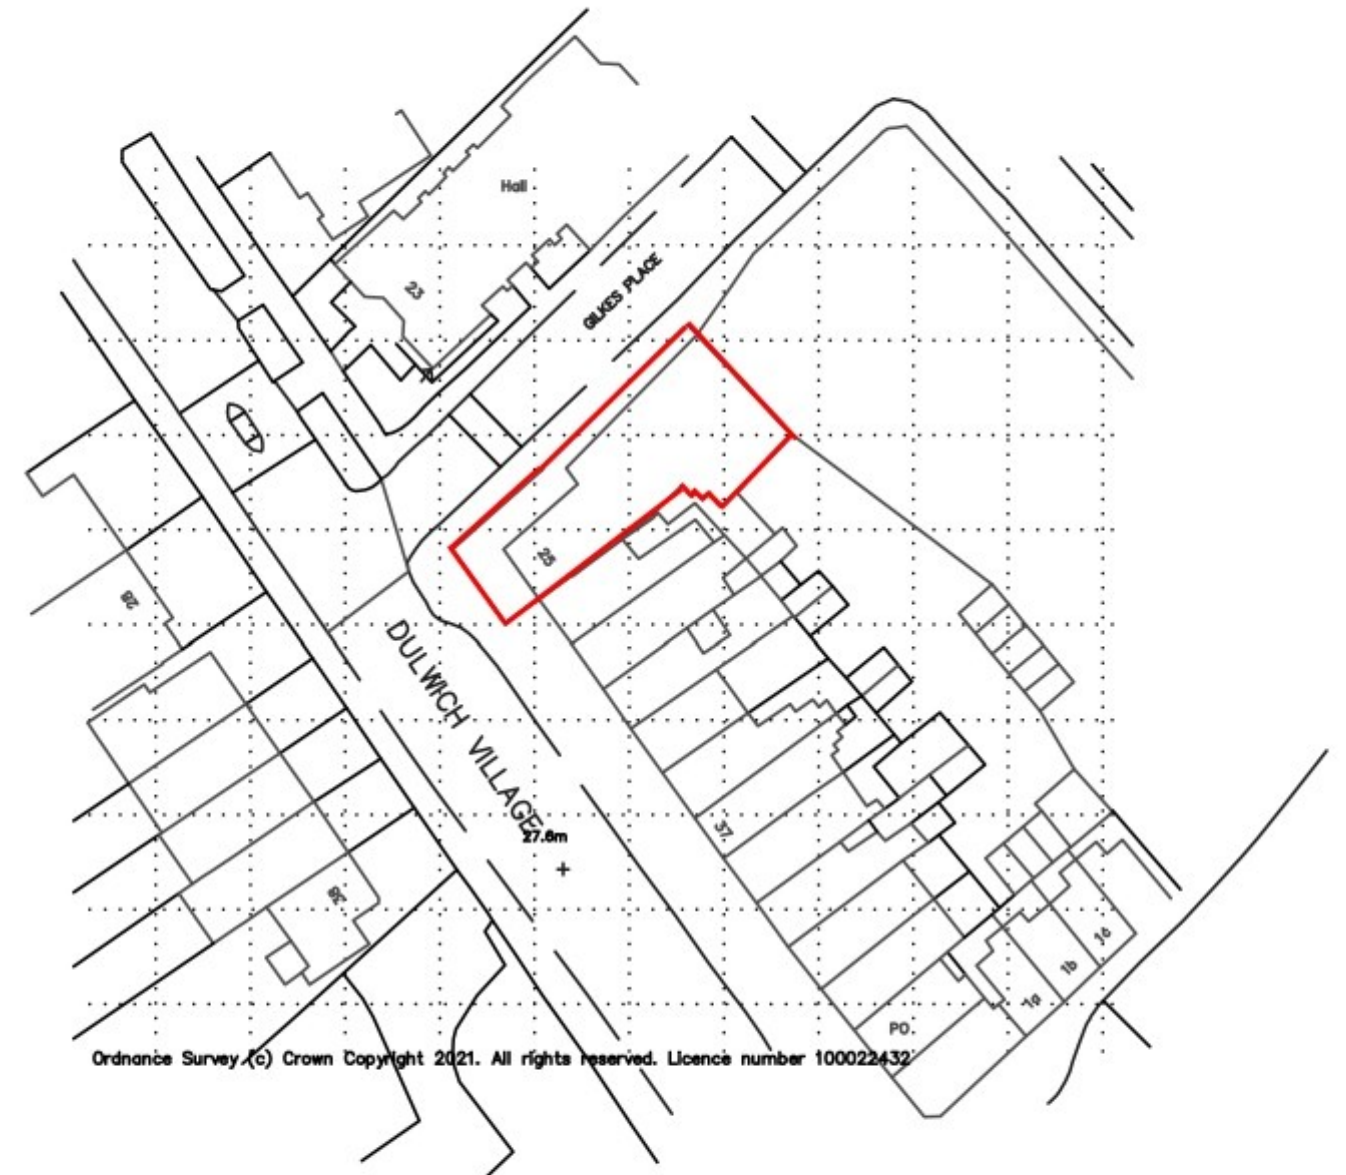 Hall
23
GILKES PLACE
25
28
DULWICH VILLAGE
27.6m
37
38
1c
1b
1a
PO
Ordnance Survey (c) Crown Copyright 2021. All rights reserved. Licence number 100022432